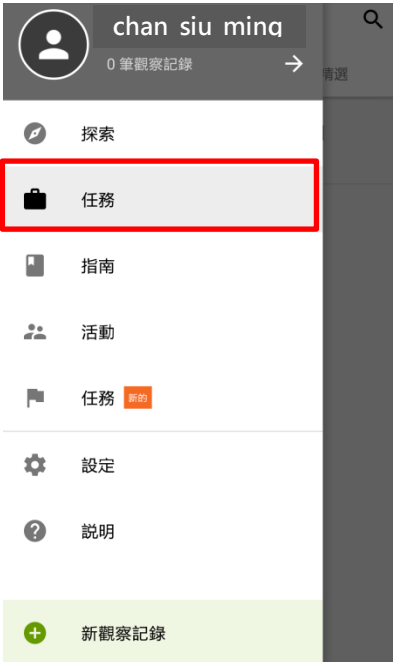 chan siu ming
0 筆觀察記錄
精選
探索
任務
指南
活動
任務 新的
設定
説明
新觀察記錄